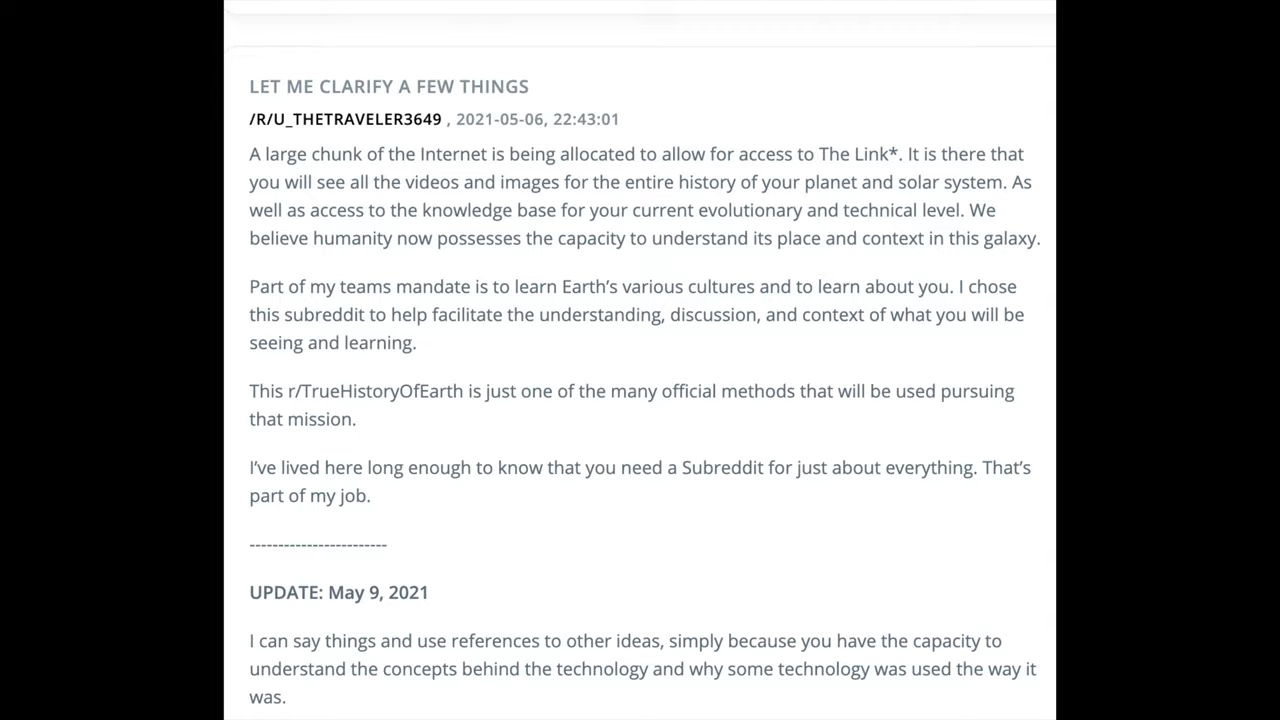 LET ME CLARIFY A FEW THINGS
/R/U_THETRAVELER3649 , 2021-05-06, 22:43:01
A large chunk of the Internet is being allocated to allow for access to The Link*. It is there that
you will see all the videos and images for the entire history of your planet and solar system. As
well as access to the knowledge base for your current evolutionary and technical level. We
believe humanity now possesses the capacity to understand its place and context in this galaxy.
Part of my teams mandate is to learn Earth’s various cultures and to learn about you. I chose
this subreddit to help facilitate the understanding, discussion, and context of what you will be
seeing and learning.
This r/TrueHistoryOfEarth is just one of the many official methods that will be used pursuing
that mission.
I’ve lived here long enough to know that you need a Subreddit for just about everything. That’s
part of my job.
------------------------
UPDATE: May 9, 2021
I can say things and use references to other ideas, simply because you have the capacity to
understand the concepts behind the technology and why some technology was used the way it
was.